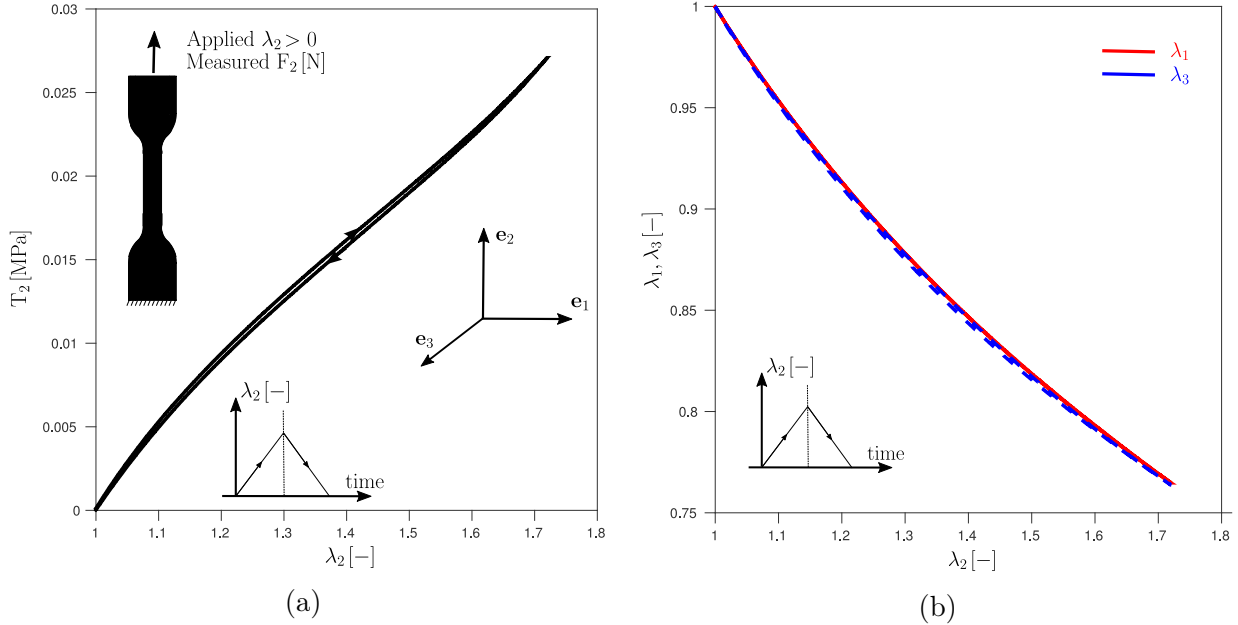 0.03
0.025
0.02
0.015
0.01
0.005
0
T₂ [MPa]
Applied λ₂ > 0
Measured F₂ [N]
e₂
e₁
e₃
λ₂ [−]
time
1
1.1
1.2
1.3
1.4
1.5
1.6
1.7
1.8
λ₂ [−]
(a)
1
0.95
0.9
0.85
0.8
0.75
λ₁, λ₃ [−]
λ₁
λ₃
λ₂ [−]
time
1
1.1
1.2
1.3
1.4
1.5
1.6
1.7
1.8
λ₂ [−]
(b)